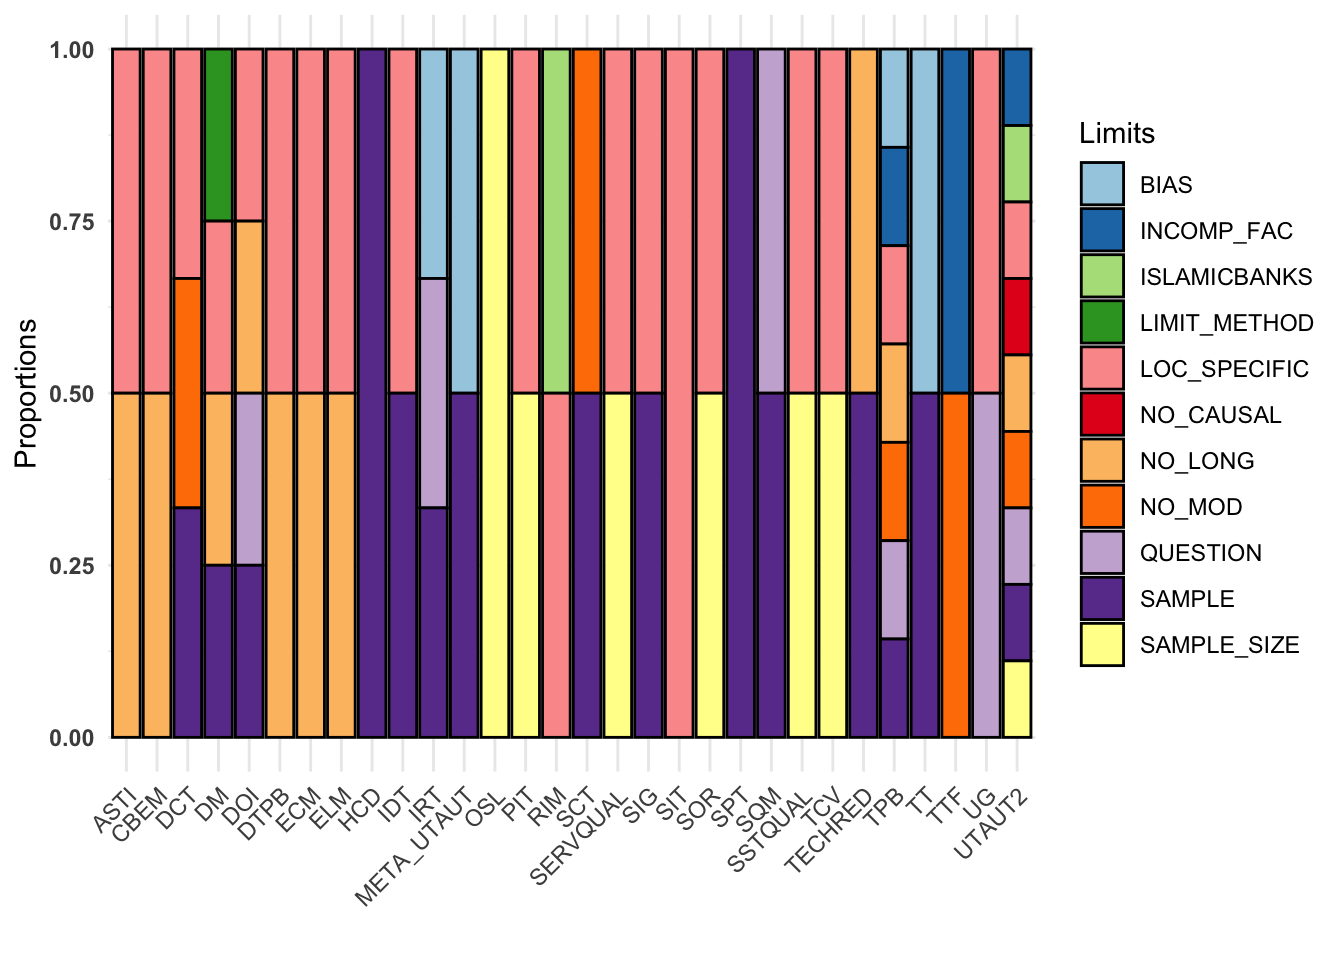 Proportions
1.00
0.75
0.50
0.25
0.00
ASTI
CBEM
DCT
DM
DOI
DTPB
ECM
ELM
HCD
IDT
IRT
META_UTAUT
OSL
PIT
RIM
SCT
SERVQUAL
SIG
SIT
SOR
SPT
SQM
SSTQUAL
TCV
TECHRED
TPB
TT
TTF
UG
UTAUT2
Limits
BIAS
INCOMP_FAC
ISLAMICBANKS
LIMIT_METHOD
LOC_SPECIFIC
NO_CAUSAL
NO_LONG
NO_MOD
QUESTION
SAMPLE
SAMPLE_SIZE